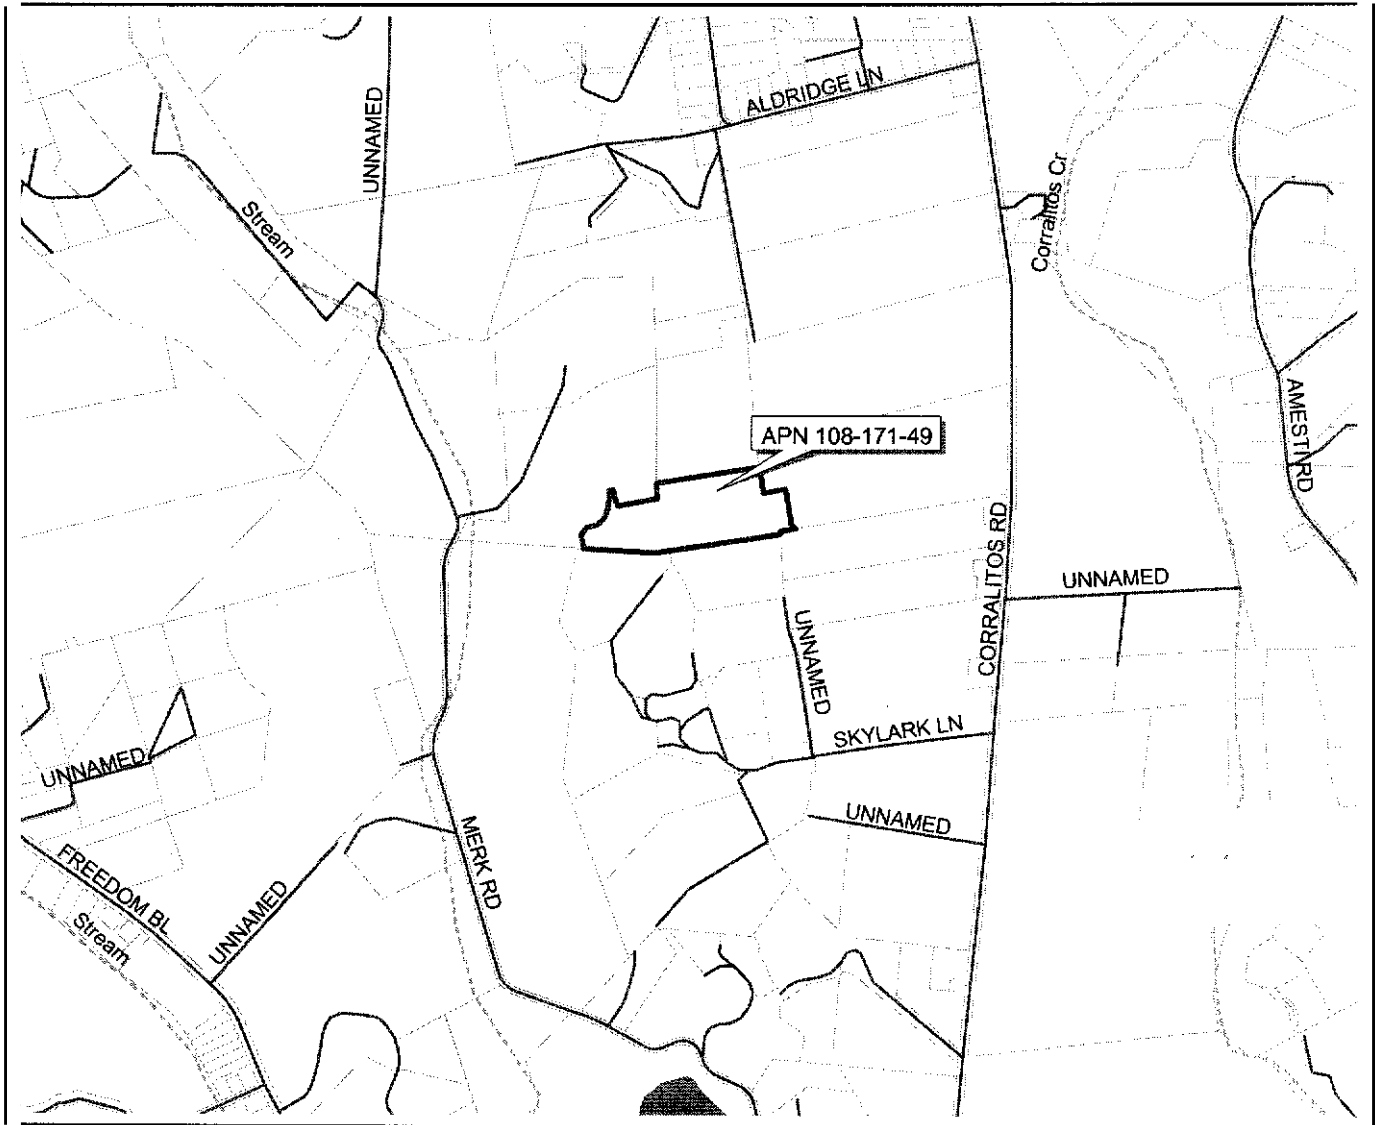 ALDRIDGE LN
UNNAMED
Stream
Corralitos Cr
APN 108-171-49
AMESTI RD
CORRALITOS RD
UNNAMED
UNNAMED
SKYLARK LN
UNNAMED
UNNAMED
MERK RD
FREEDOM BL
UNNAMED
Stream